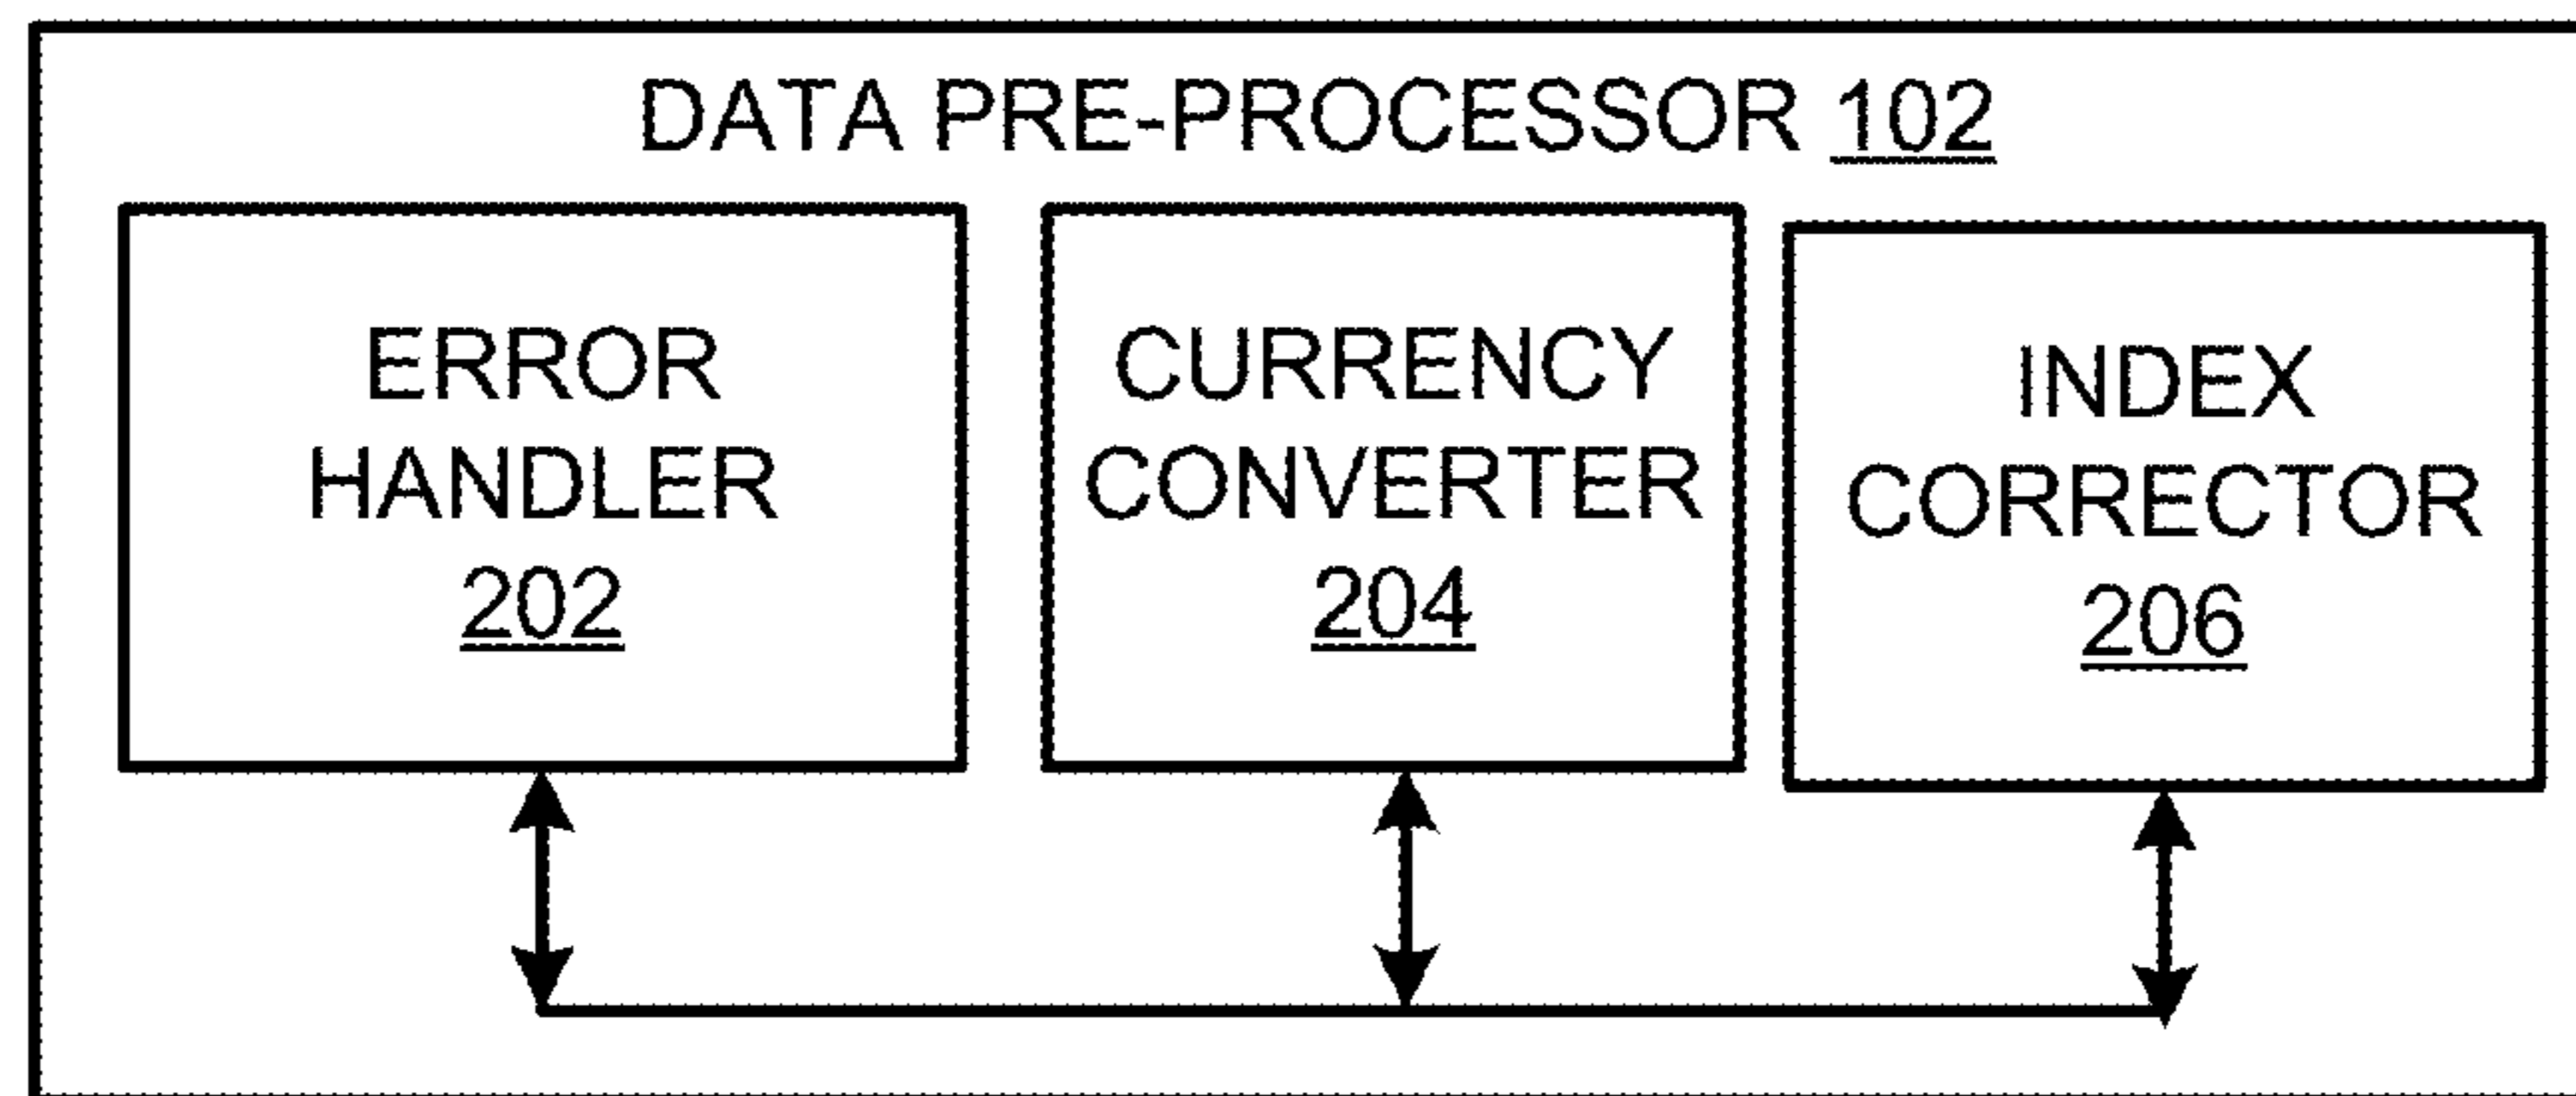 DATA PRE-PROCESSOR 102
ERROR
HANDLER
202
CURRENCY
CONVERTER
204
INDEX
CORRECTOR
206